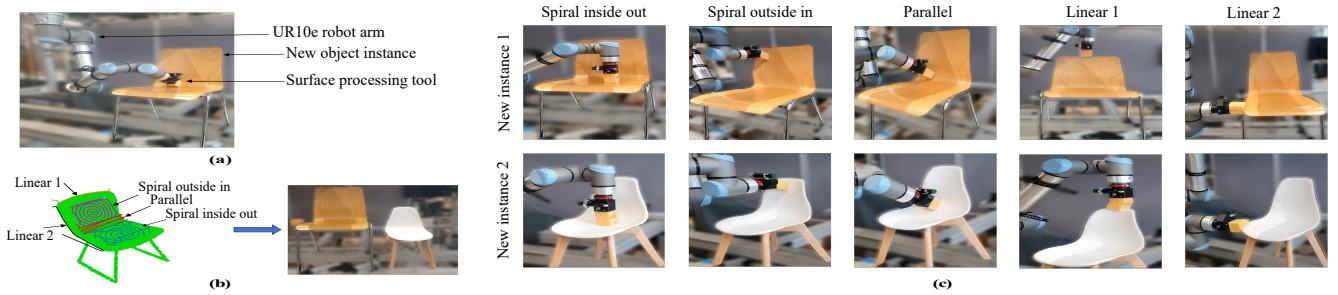 UR10e robot arm
New object instance
Surface processing tool
(a)
Linear 1
Spiral outside in
Parallel
Spiral inside out
Linear 2
(b)
Spiral inside out
Spiral outside in
Parallel
Linear 1
Linear 2
New instance 1
New instance 2
(c)